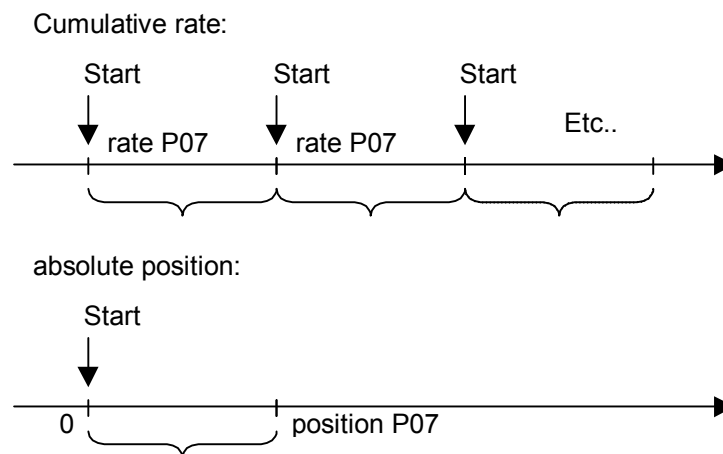 Cumulative rate:
Start Start Start
rate P07 rate P07 Etc..
absolute position:
Start
0 position P07